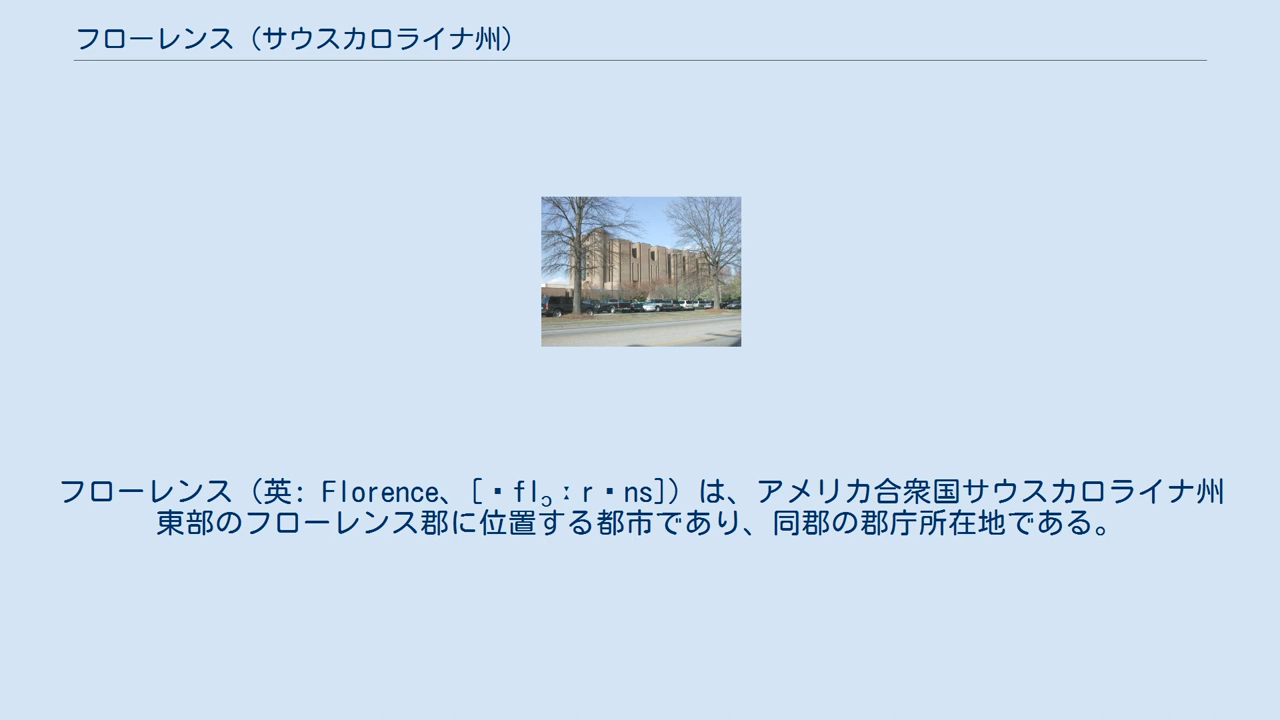 フローレンス（サウスカロライナ州）
フローレンス（英: Florence、[▪flɔːr▪ns]）は、アメリカ合衆国サウスカロライナ州
東部のフローレンス郡に位置する都市であり、同郡の郡庁所在地である。